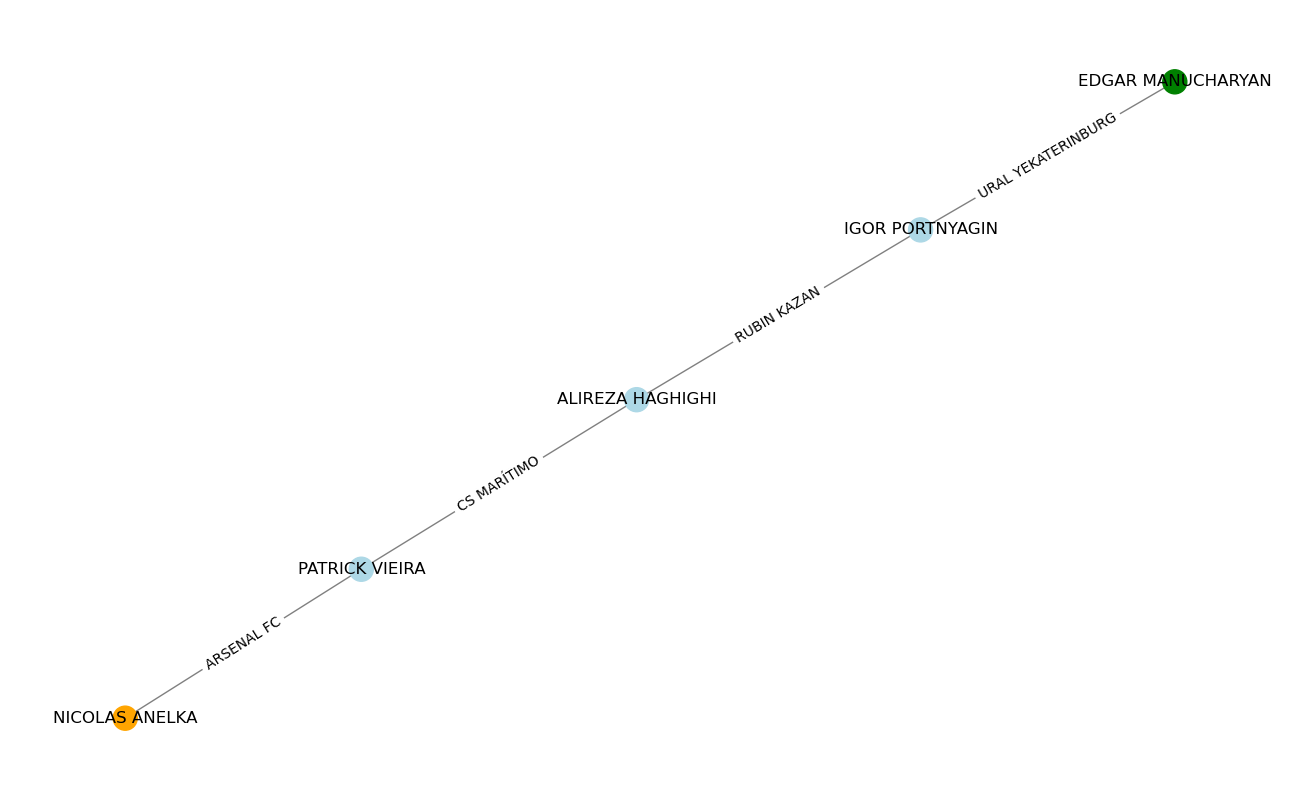 EDGAR MANUCHARYAN
URAL YEKATERINBURG
IGOR PORTNYAGIN
RUBIN KAZAN
ALIREZA HAGHIGHI
CS MARÍTIMO
PATRICK VIEIRA
ARSENAL FC
NICOLAS ANELKA